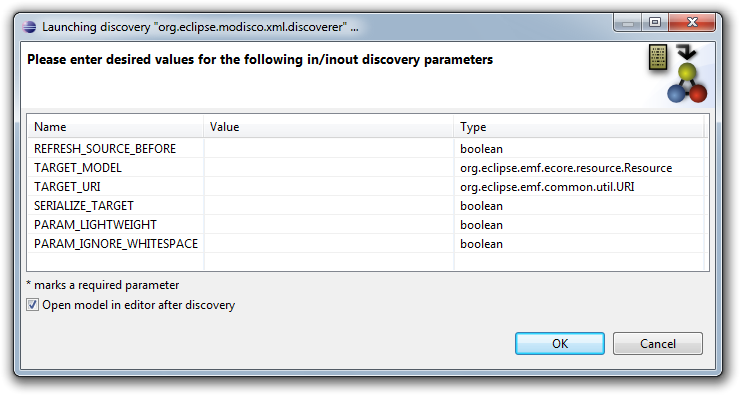 Launching discovery "org.eclipse.modisco.xml.discoverer" ...
Please enter desired values for the following in/inout discovery parameters
Name Value Type
REFRESH_SOURCE_BEFORE boolean
TARGET_MODEL org.eclipse.emf.ecore.resource.Resource
TARGET_URI org.eclipse.emf.common.util.URI
SERIALIZE_TARGET boolean
PARAM_LIGHTWEIGHT boolean
PARAM_IGNORE_WHITESPACE boolean
* marks a required parameter
Open model in editor after discovery
OK Cancel